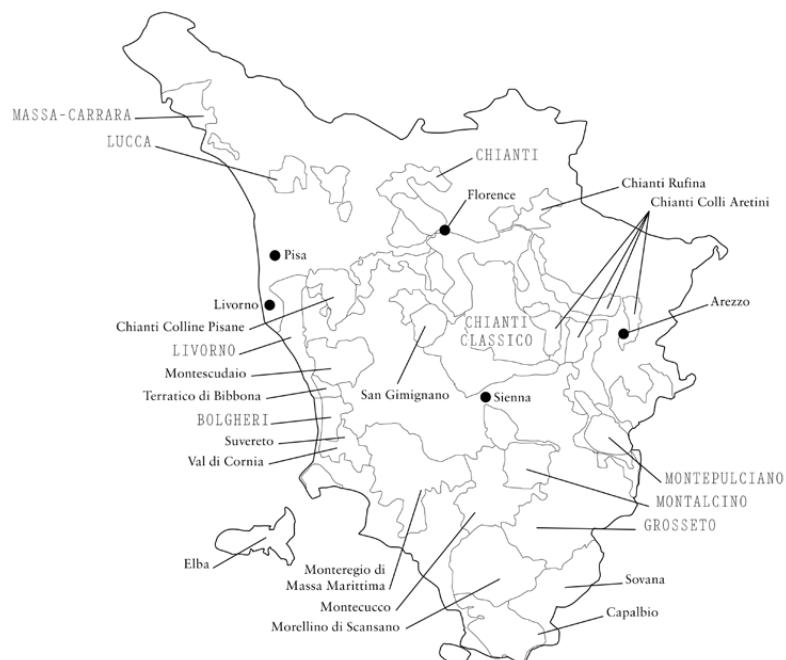 MASSA-CARRARA
LUCCA
CHIANTI
Florence
Chianti Rufina
Chianti Colli Aretini
Pisa
Livorno
Arezzo
Chianti Colline Pisane
CHIANTI
CLASSICO
LIVORNO
Montescudaio
San Gimignano
Terratico di Bibbona
Sienna
BOLGHERI
Suvereto
Val di Cornia
MONTEPULCIANO
MONTALCINO
GROSSETO
Elba
Monteregio di
Massa Marittima
Sovana
Montecucco
Capalbio
Morellino di Scansano